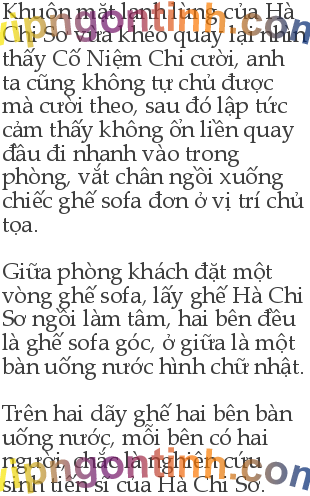 Khuôn mặt lạnh lùng của Hà
Chi Sơ vừa khéo quay lại nhìn
thấy Cố Niệm Chi cười, anh
ta cũng không tự chủ được
mà cười theo, sau đó lập tức
cảm thấy không ổn liền quay
đầu đi nhanh vào trong
phòng, vắt chân ngồi xuống
chiếc ghế sofa đơn ở vị trí chủ
tọa.
Giữa phòng khách đặt một
vòng ghế sofa, lấy ghế Hà Chi
Sơ ngồi làm tâm, hai bên đều
là ghế sofa góc, ở giữa là một
bàn uống nước hình chữ nhật.
Trên hai dãy ghế hai bên bàn
uống nước, mỗi bên có hai
người, chắc là nghiên cứu
sinh tiến sĩ của Hà Chi Sơ.
vipngontinh.com
vipngontinh.com